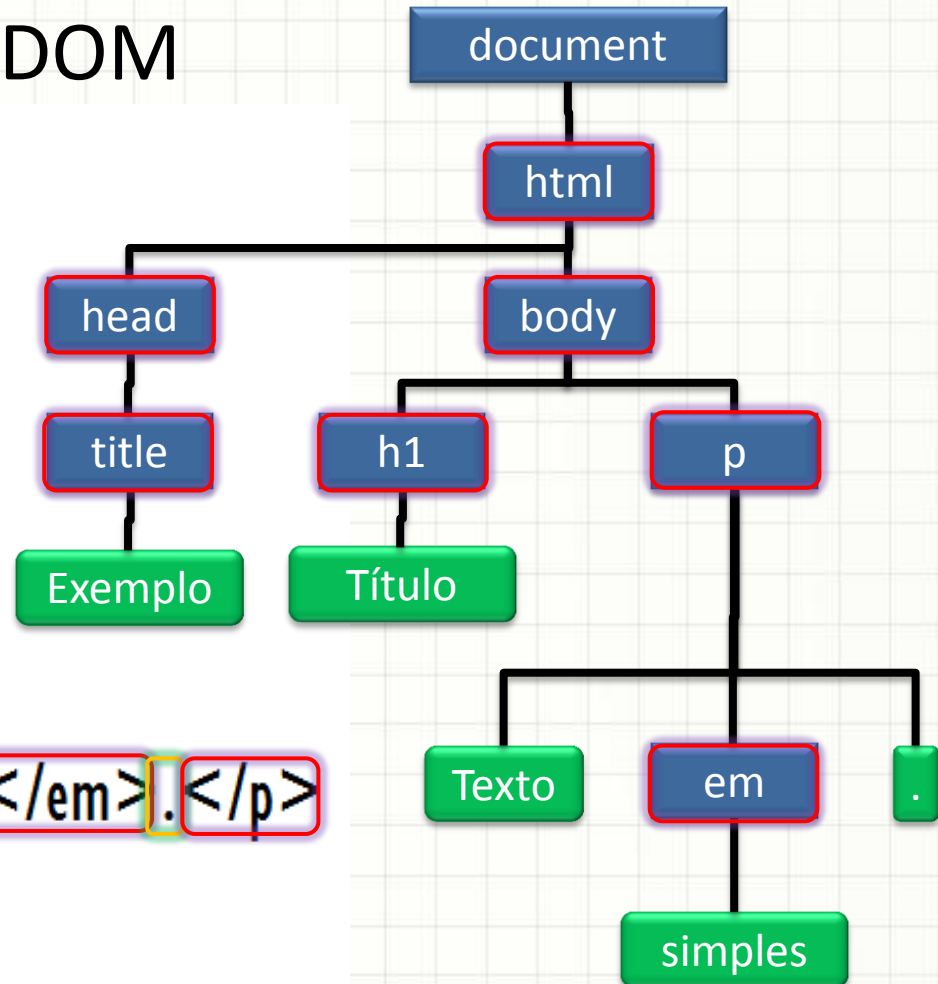 DOM
document
html
head
body
title
h1
p
Exemplo
Título
</em>.</p>
Texto
em
.
simples